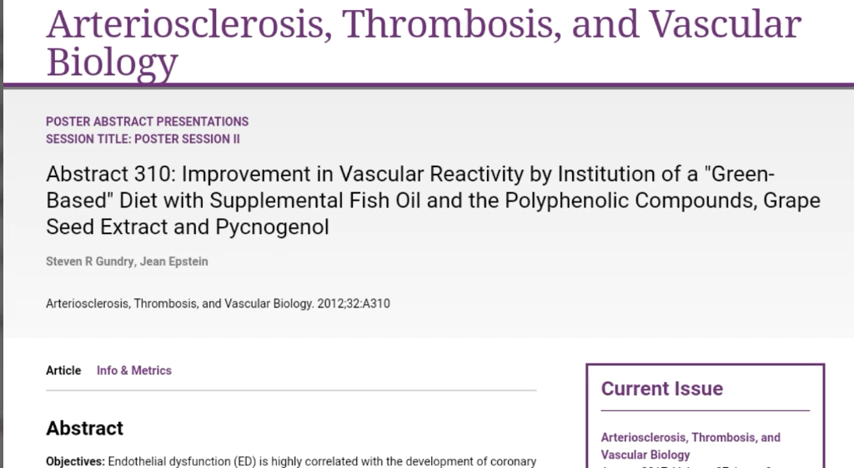 Arteriosclerosis, Thrombosis, and Vascular
Biology
POSTER ABSTRACT PRESENTATIONS
SESSION TITLE: POSTER SESSION II
Abstract 310: Improvement in Vascular Reactivity by Institution of a "Green-
Based" Diet with Supplemental Fish Oil and the Polyphenolic Compounds, Grape
Seed Extract and Pycnogenol
Steven R Gundry, Jean Epstein
Arteriosclerosis, Thrombosis, and Vascular Biology. 2012;32:A310
Article Info & Metrics
Abstract
Objectives: Endothelial dysfunction (ED) is highly correlated with the development of coronary
Current Issue
Arteriosclerosis, Thrombosis, and
Vascular Biology